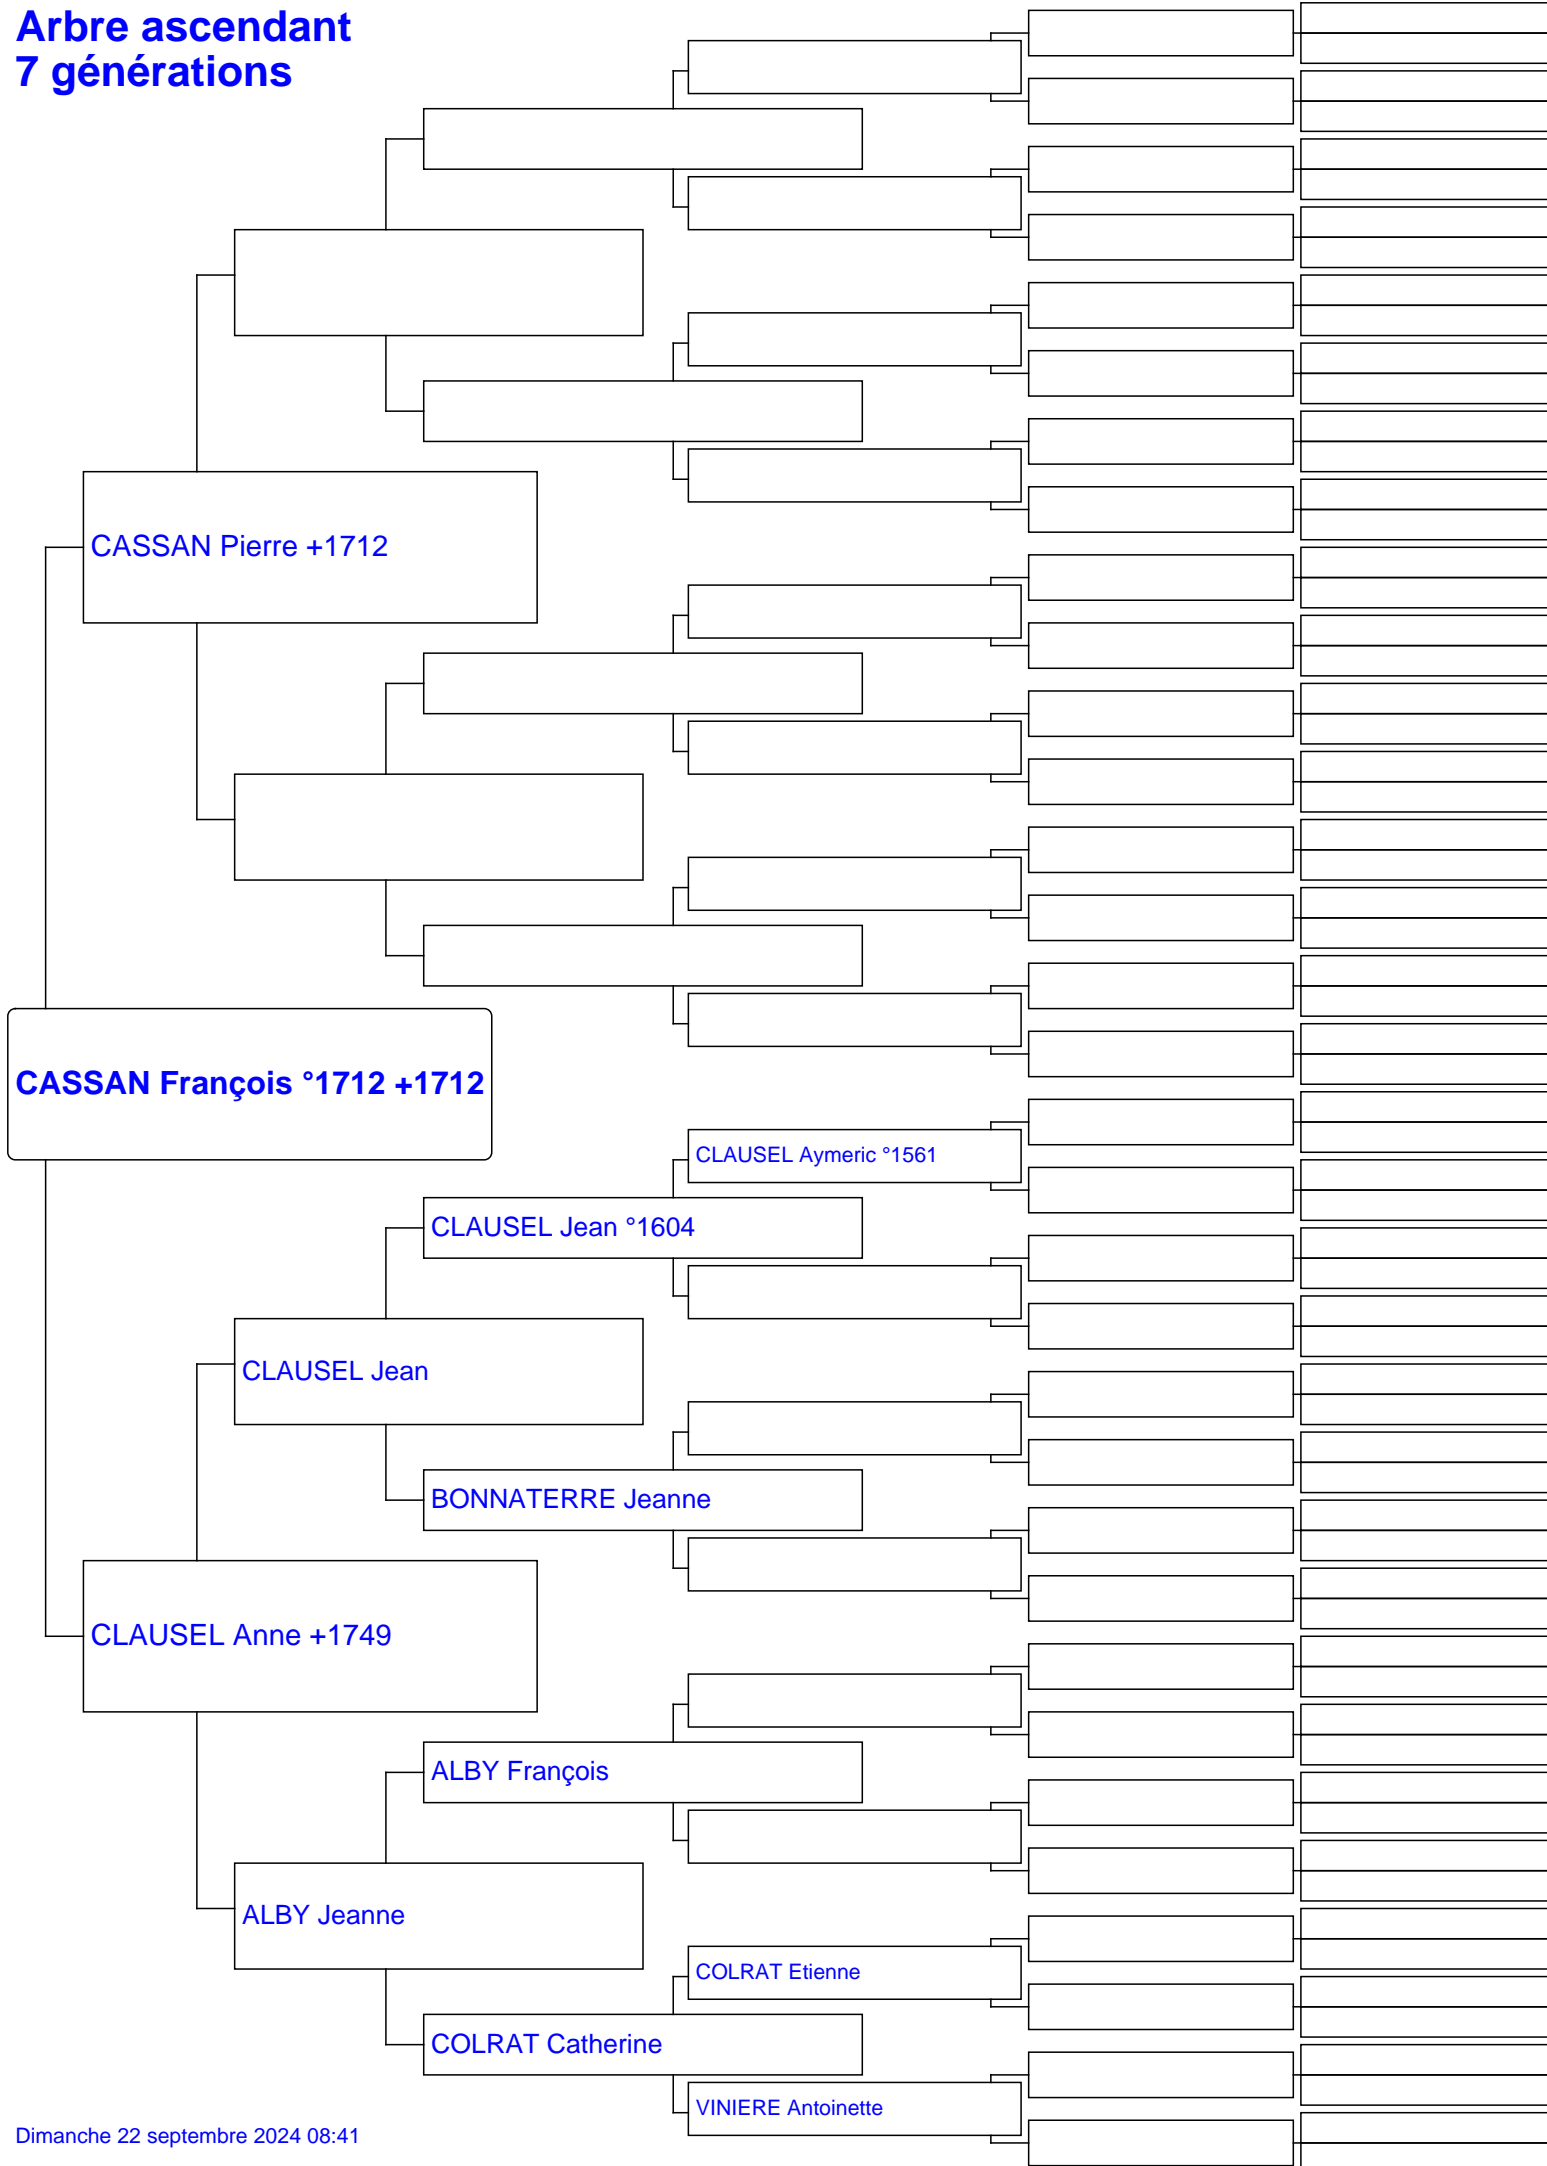 Arbre ascendant
7 générations
CASSAN Pierre +1712
CASSAN François °1712 +1712
CLAUSEL Aymeric °1561
CLAUSEL Jean °1604
CLAUSEL Jean
BONNATERRE Jeanne
CLAUSEL Anne +1749
ALBY François
ALBY Jeanne
COLRAT Etienne
COLRAT Catherine
VINIERE Antoinette
Dimanche 22 septembre 2024 08:41